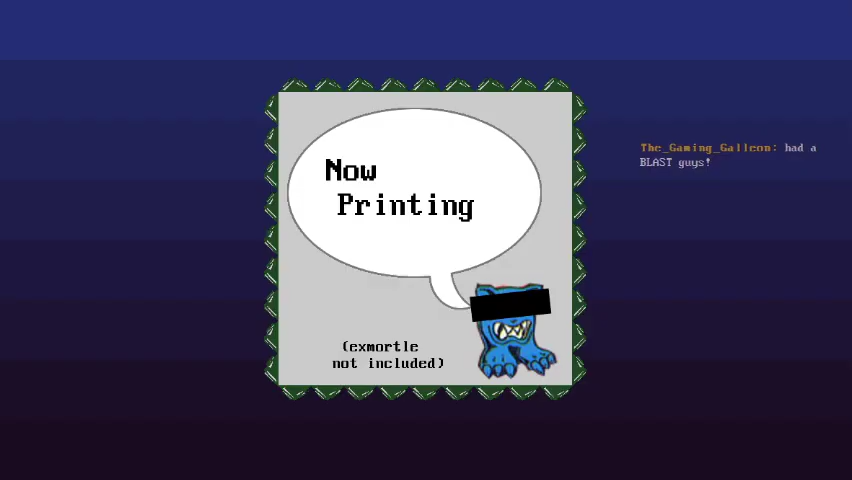 Now
Printing
(exmortle
not included)
The_Gaming_Galleon: had a
BLAST guys!